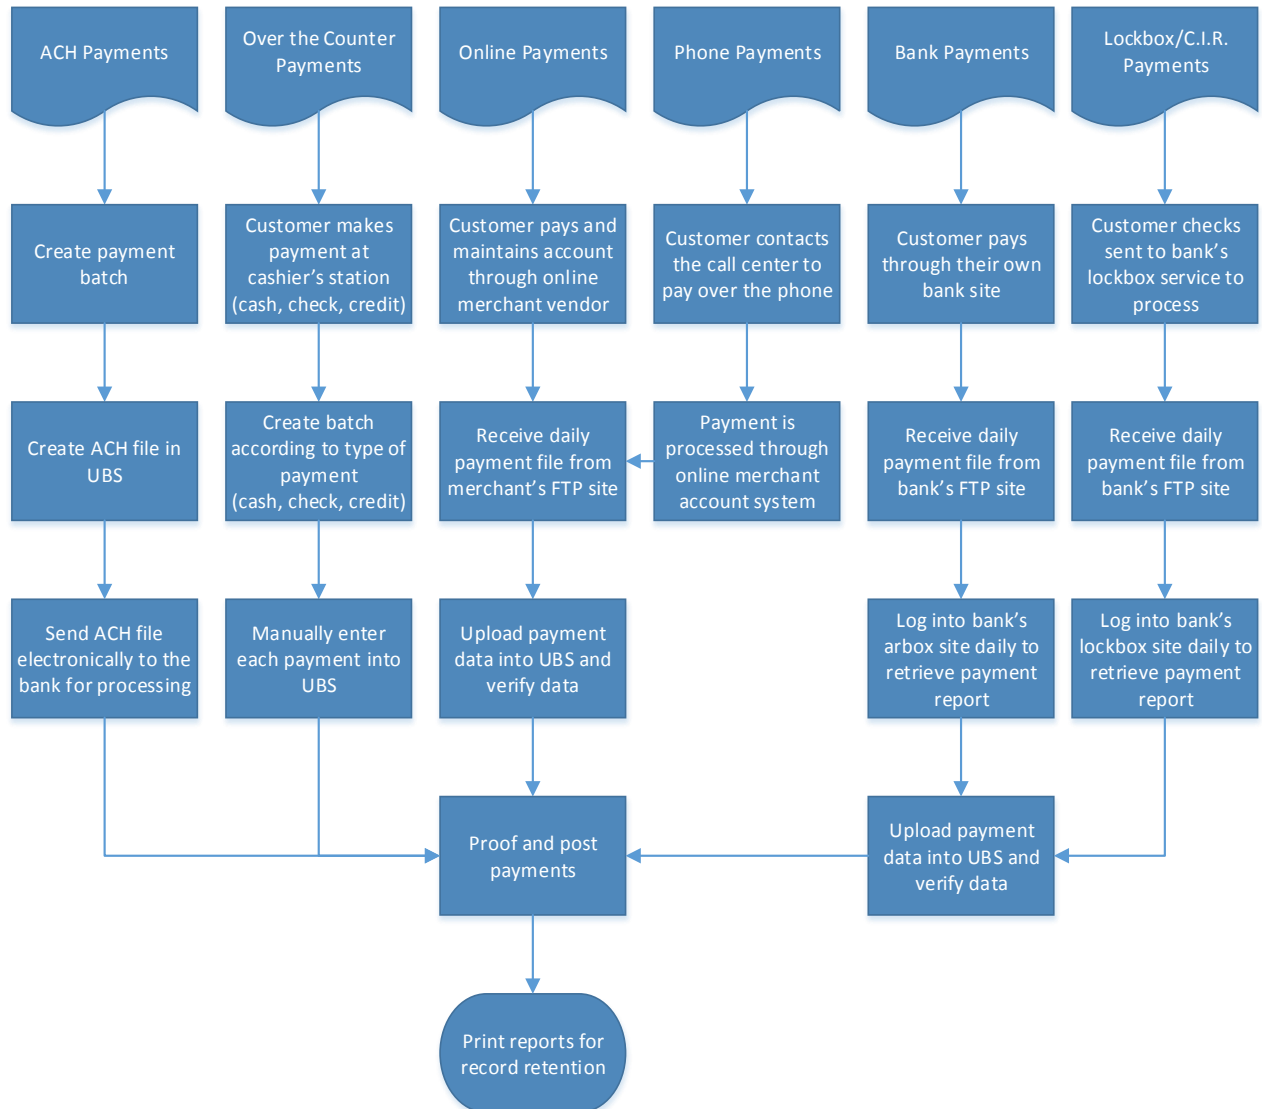 ACH Payments
Over the Counter
Payments
Online Payments
Phone Payments
Bank Payments
Lockbox/C.I.R.
Payments
Create payment
batch
Customer makes
payment at
cashier's station
(cash, check, credit)
Customer pays and
maintains account
through online
merchant vendor
Customer contacts
the call center to
pay over the phone
Customer pays
through their own
bank site
Customer checks
sent to bank's
lockbox service to
process
Create ACH file in
UBS
Create batch
according to type of
payment
(cash, check, credit)
Receive daily
payment file from
merchant's FTP site
Payment is
processed through
online merchant
account system
Receive daily
payment file from
bank's FTP site
Receive daily
payment file from
bank's FTP site
Send ACH file
electronically to the
bank for processing
Manually enter
each payment into
UBS
Upload payment
data into UBS and
verify data
Log into bank's
arbox site daily to
retrieve payment
report
Log into bank's
lockbox site daily to
retrieve payment
report
Proof and post
payments
Upload payment
data into UBS and
verify data
Print reports for
record retention